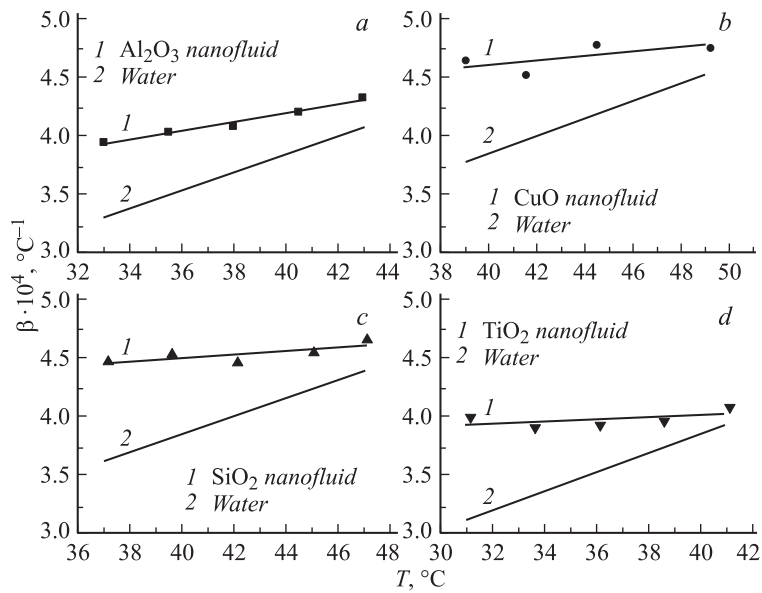 5.0
a
1 Al₂O₃ nanofluid
2 Water
4.5
1
4.0
2
3.5
3.0
32 34 36 38 40 42 44
5.0
b
1
4.5
4.0
2
3.5
1 CuO nanofluid
2 Water
3.0
38 40 42 44 46 48 50
β·10⁴, °C⁻¹
5.0
c
1
4.5
4.0
2
3.5
1 SiO₂ nanofluid
2 Water
3.0
36 38 40 42 44 46 48
5.0
d
1 TiO₂ nanofluid
2 Water
4.5
1
4.0
3.5
2
3.0
30 32 34 36 38 40 42
T, °C